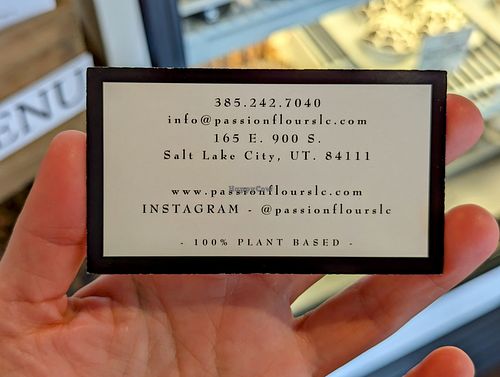 ENU
385.242.7040
info@passionflourslc.com
165 E. 900 S.
Salt Lake City, UT. 84111
www.passionflourslc.com
INSTAGRAM - @passionflourslc
- 100% PLANT BASED -